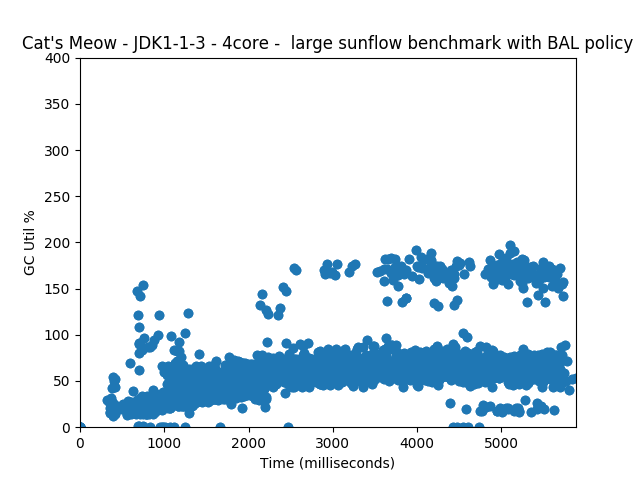 Cat's Meow - JDK1-1-3 - 4core -  large sunflow benchmark with BAL policy
400
350
300
250
200
150
100
50
0
GC Util %
0 1000 2000 3000 4000 5000
Time (milliseconds)